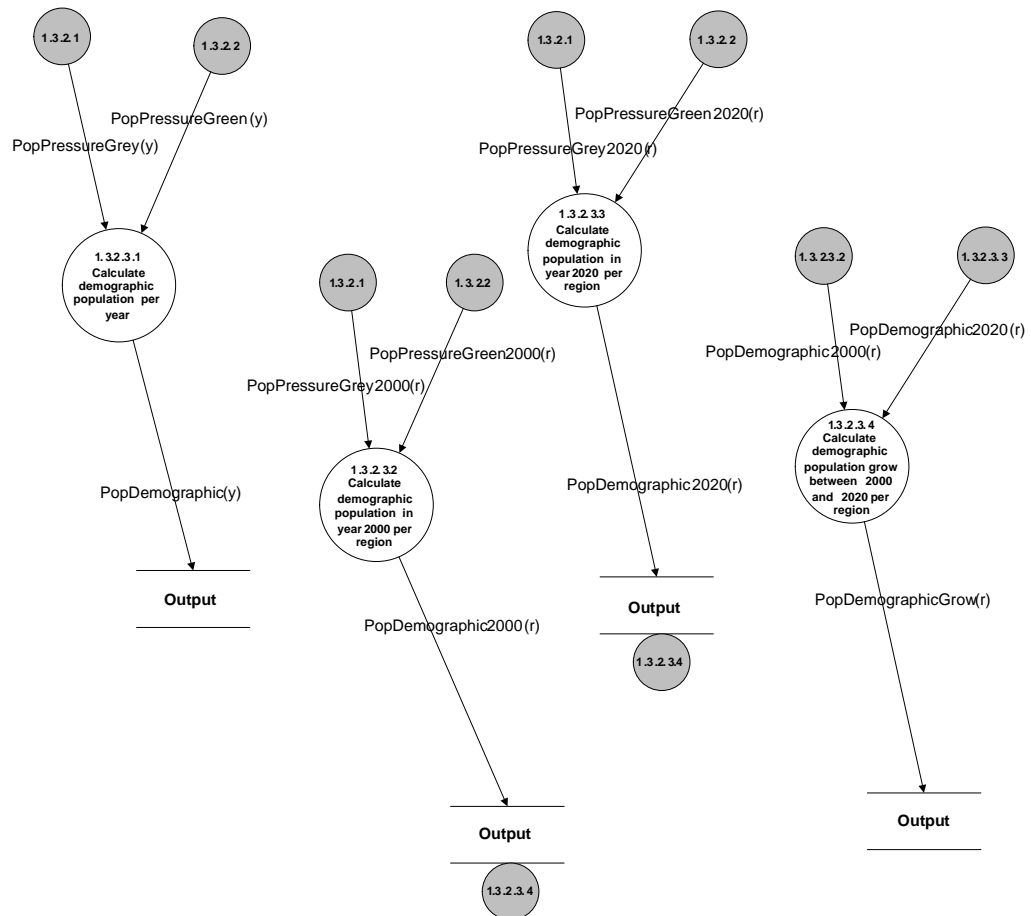 1.3.2.1
1.3.2.2
PopPressureGreen(y)
PopPressureGrey(y)
1.3.2.3.1
Calculate
demographic
population per
year
PopDemographic(y)
Output
1.3.2.1
1.3.2.2
PopPressureGreen2000(r)
PopPressureGrey2000(r)
1.3.2.3.2
Calculate
demographic
population in
year 2000 per
region
PopDemographic2000(r)
Output
1.3.2.3.4
1.3.2.1
1.3.2.2
PopPressureGreen2020(r)
PopPressureGrey2020(r)
1.3.2.3.3
Calculate
demographic
population in
year 2020 per
region
PopDemographic2020(r)
Output
1.3.2.3.4
1.3.2.3.2
1.3.2.3.3
PopDemographic2020(r)
PopDemographic2000(r)
1.3.2.3.4
Calculate
demographic
population grow
between 2000
and 2020 per
region
PopDemographicGrow(r)
Output